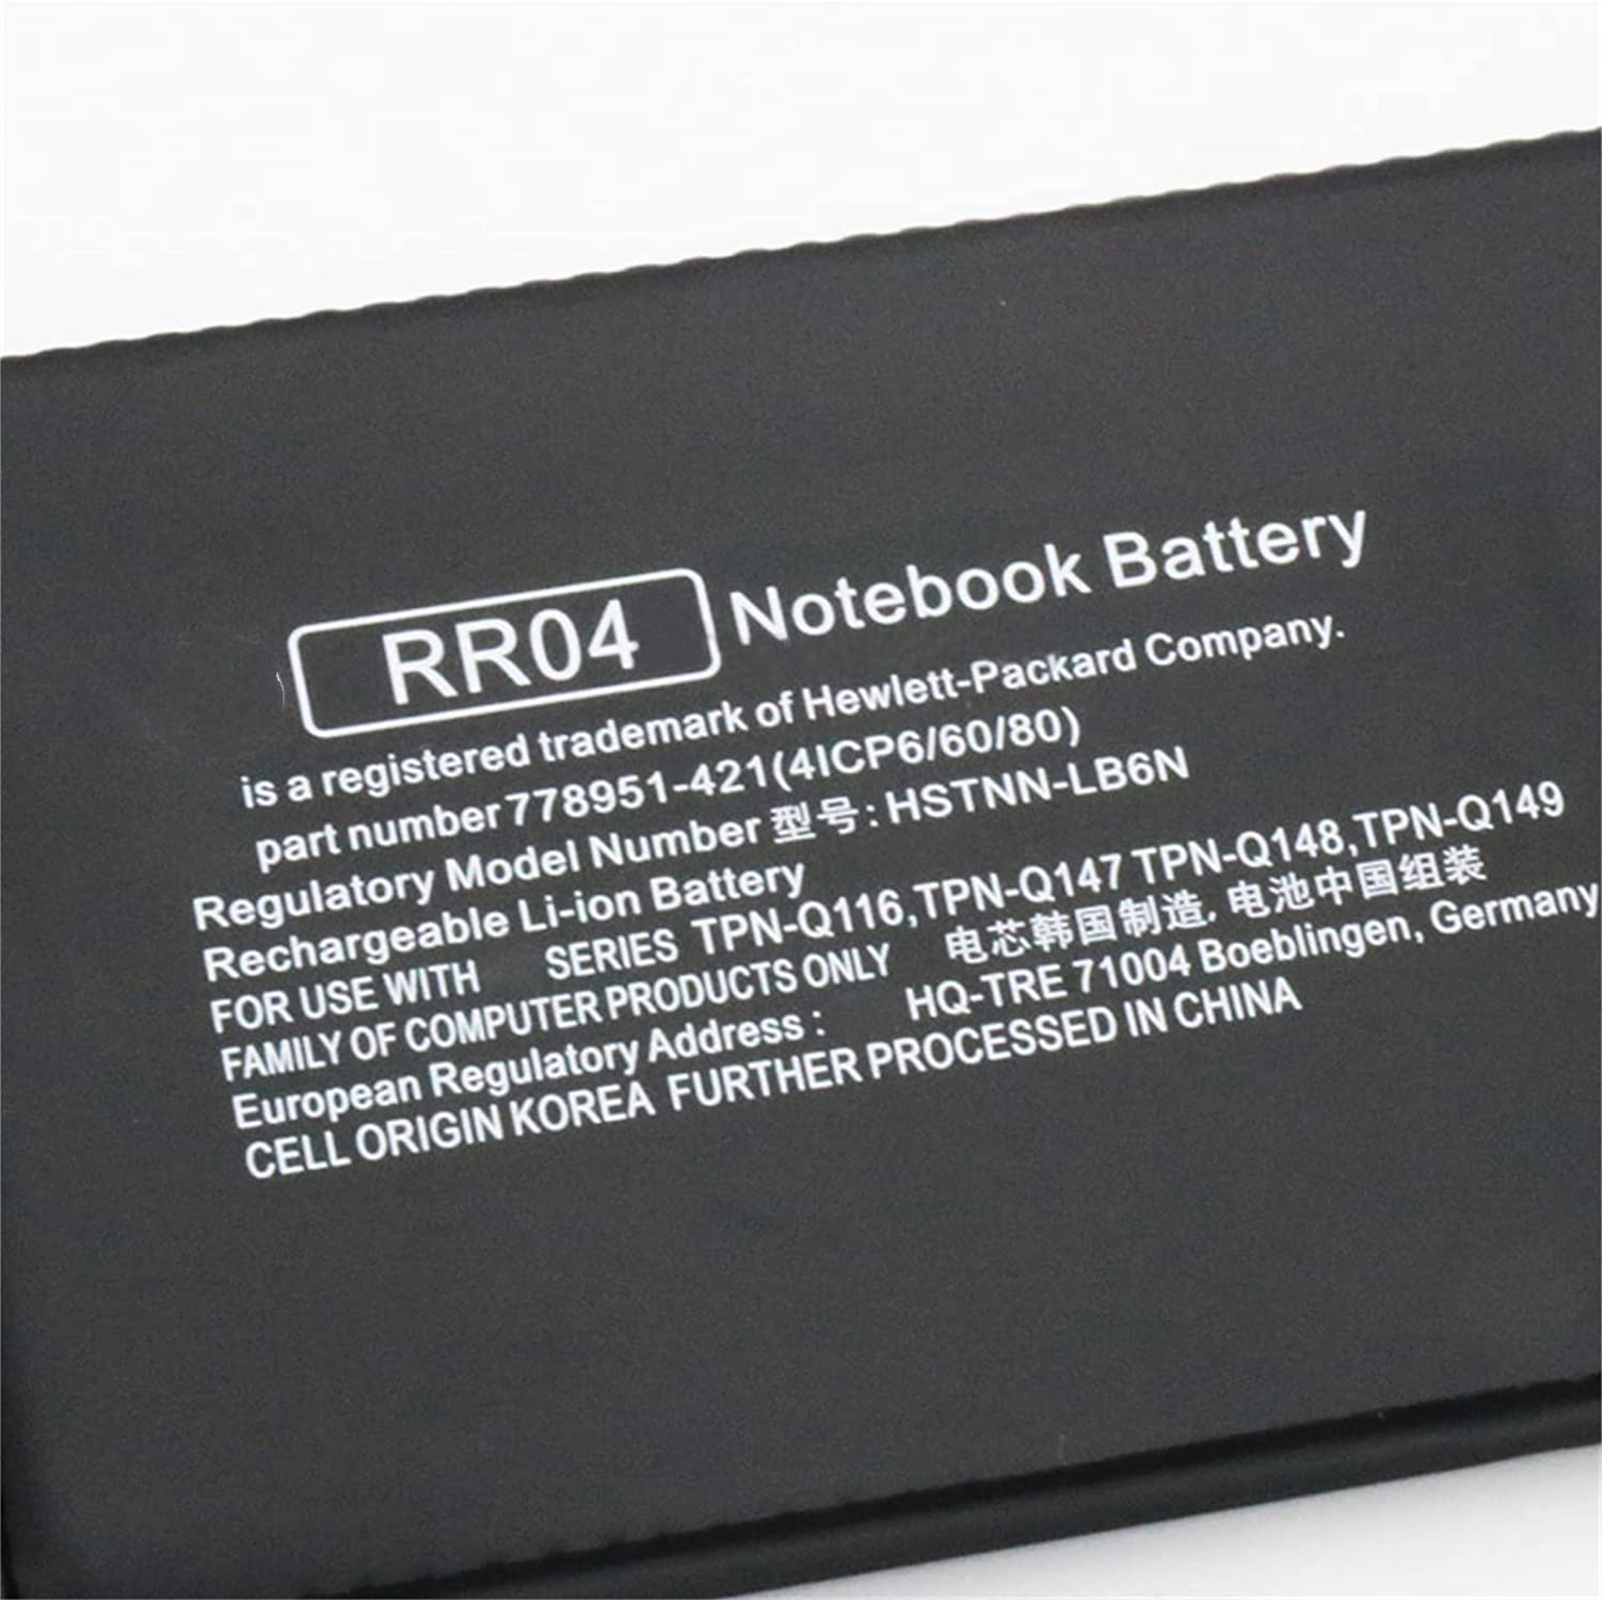 RR04 Notebook Battery
is a registered trademark of Hewlett-Packard Company.
part number 778951-421(4ICP6/60/80)
Regulatory Model Number 型号: HSTNN-LB6N
Rechargeable Li-ion Battery
FOR USE WITH SERIES TPN-Q116,TPN-Q147 TPN-Q148,TPN-Q149
FAMILY OF COMPUTER PRODUCTS ONLY 电芯韩国制造, 电池中国组装
European Regulatory Address : HQ-TRE 71004 Boeblingen, Germany
CELL ORIGIN KOREA FURTHER PROCESSED IN CHINA